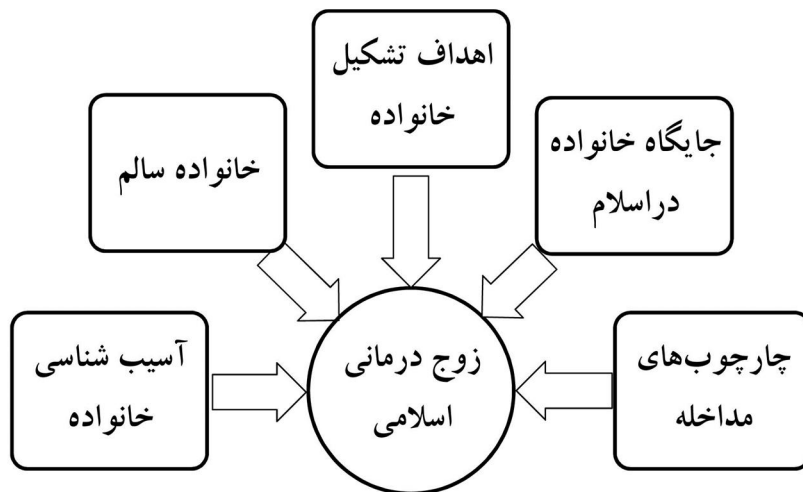 اهداف تشکیل
خانواده
جایگاه خانواده
دراسلام
خانواده سالم
چارچوب‌های
مداخله
زوج درمانی
اسلامی
آسیب شناسی
خانواده